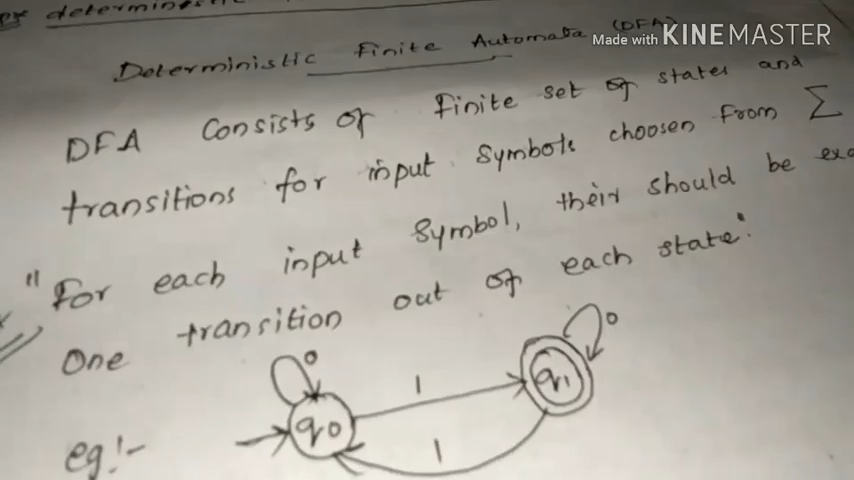 Made with KINEMASTER
Deterministic Finite Automata (DFA)
DFA Consists of Finite set of states and
transitions for input symbols choosen from Σ
"For each input symbol, their should be
One transition out of each state"
0
0
1
q1
q0
1
eg:-